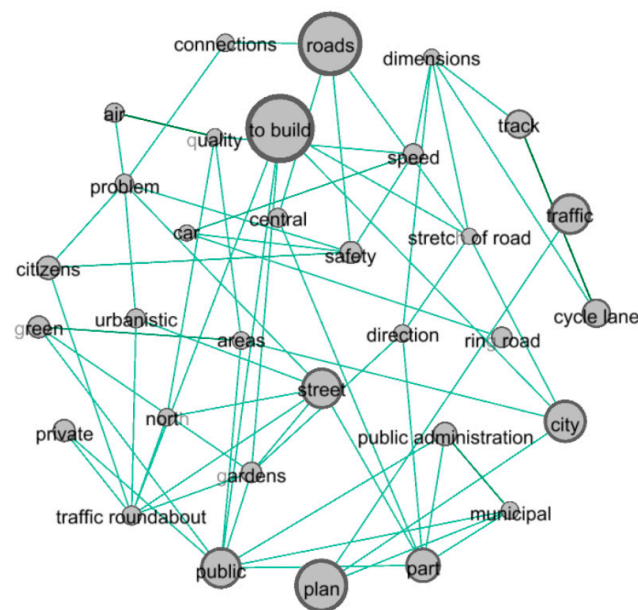 connections
roads
dimensions
air
track
to build
quality
speed
problem
central
traffic
car
stretch of road
safety
citizens
cycle lane
urbanistic
green
areas
direction
ring road
street
north
city
private
public administration
gardens
traffic roundabout
municipal
public
part
plan